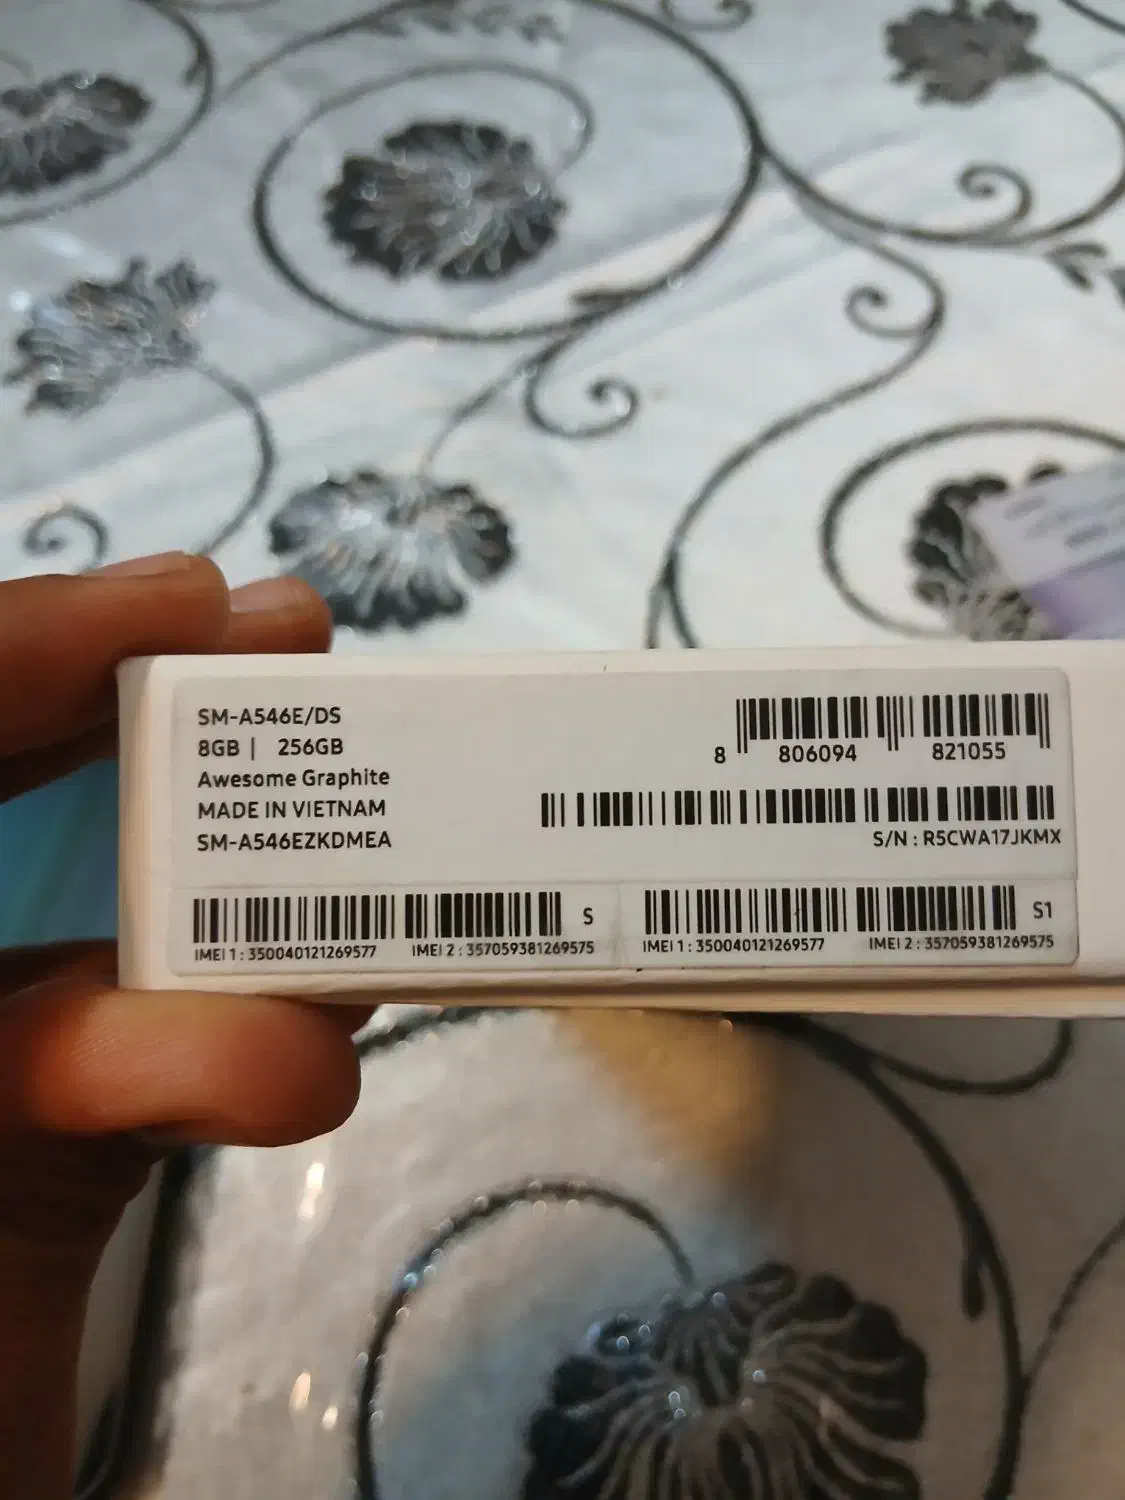 SM-A546E/DS
8GB | 256GB
Awesome Graphite
MADE IN VIETNAM
SM-A546EZKDMEA
8 806094 821055
S/N : R5CWA17JKMX
S
IMEI 1 : 350040121269577 IMEI 2 : 357059381269575
S1
IMEI 1 : 350040121269577 IMEI 2 : 357059381269575